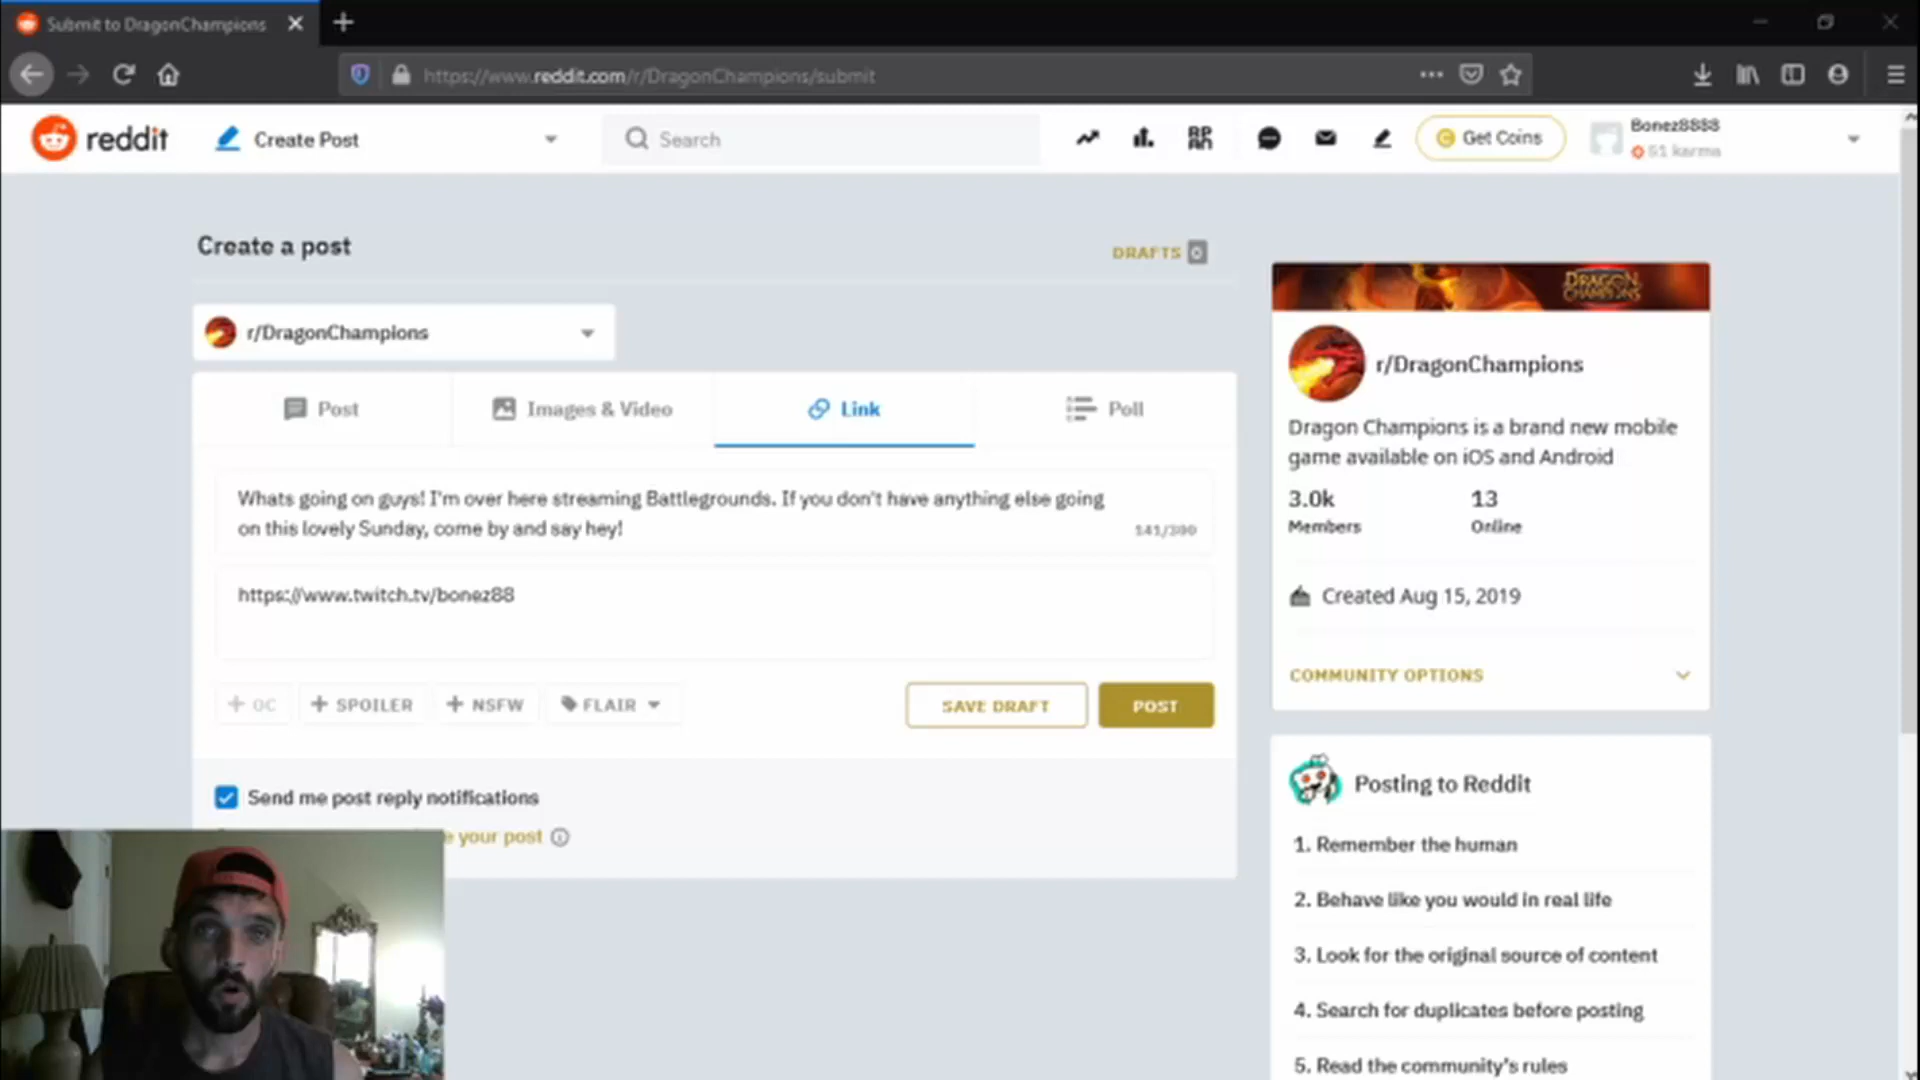 Submit to DragonChampions
https://www.reddit.com/r/DragonChampions/submit
reddit
Create Post
Search
Get Coins
Bonez8888
51 karma
Create a post
DRAFTS 0
r/DragonChampions
Post
Images & Video
Link
Poll
Whats going on guys! I'm over here streaming Battlegrounds. If you don't have anything else going
on this lovely Sunday, come by and say hey!
141/300
https://www.twitch.tv/bonez88
+ OC
+ SPOILER
+ NSFW
FLAIR
SAVE DRAFT
POST
Send me post reply notifications
your post
DRAGON
CHAMPIONS
r/DragonChampions
Dragon Champions is a brand new mobile
game available on iOS and Android
3.0k
Members
13
Online
Created Aug 15, 2019
COMMUNITY OPTIONS
Posting to Reddit
1. Remember the human
2. Behave like you would in real life
3. Look for the original source of content
4. Search for duplicates before posting
5. Read the community's rules